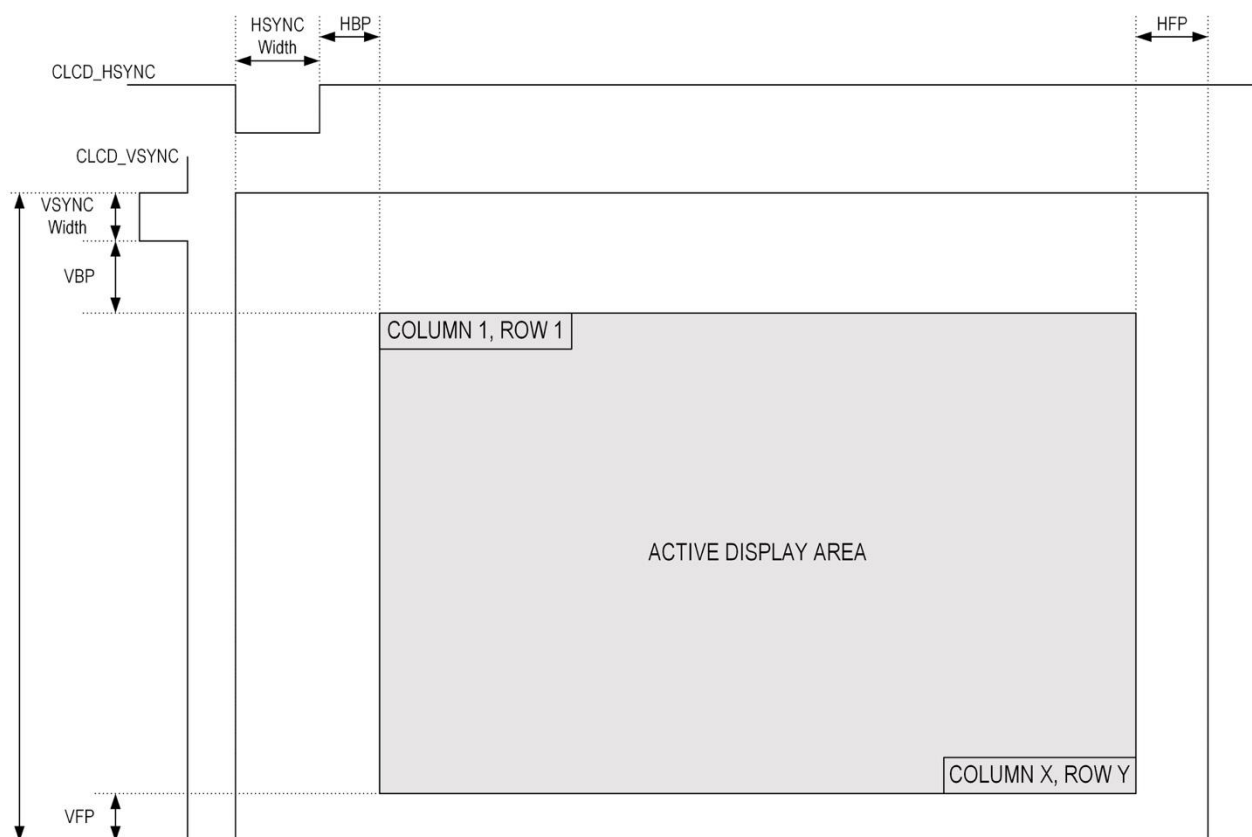 HSYNC
Width
HBP
HFP
CLCD_HSYNC
CLCD_VSYNC
VSYNC
Width
VBP
COLUMN 1, ROW 1
ACTIVE DISPLAY AREA
COLUMN X, ROW Y
VFP